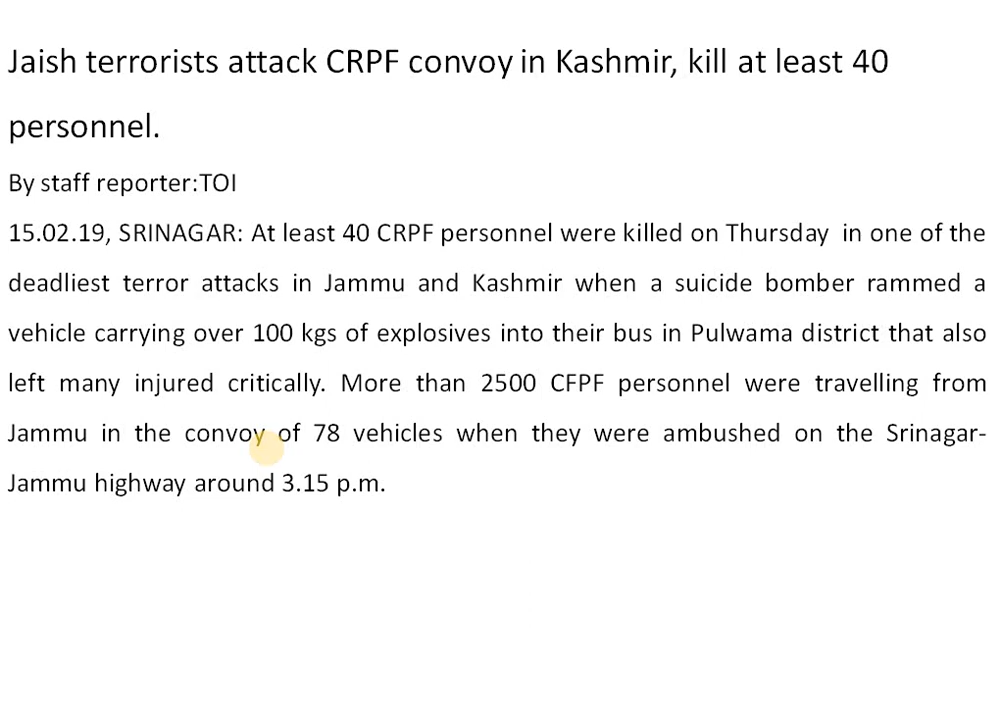 Jaish terrorists attack CRPF convoy in Kashmir, kill at least 40
personnel.
By staff reporter:TOI
15.02.19, SRINAGAR: At least 40 CRPF personnel were killed on Thursday in one of the
deadliest terror attacks in Jammu and Kashmir when a suicide bomber rammed a
vehicle carrying over 100 kgs of explosives into their bus in Pulwama district that also
left many injured critically. More than 2500 CFPF personnel were travelling from
Jammu in the convoy of 78 vehicles when they were ambushed on the Srinagar-
Jammu highway around 3.15 p.m.